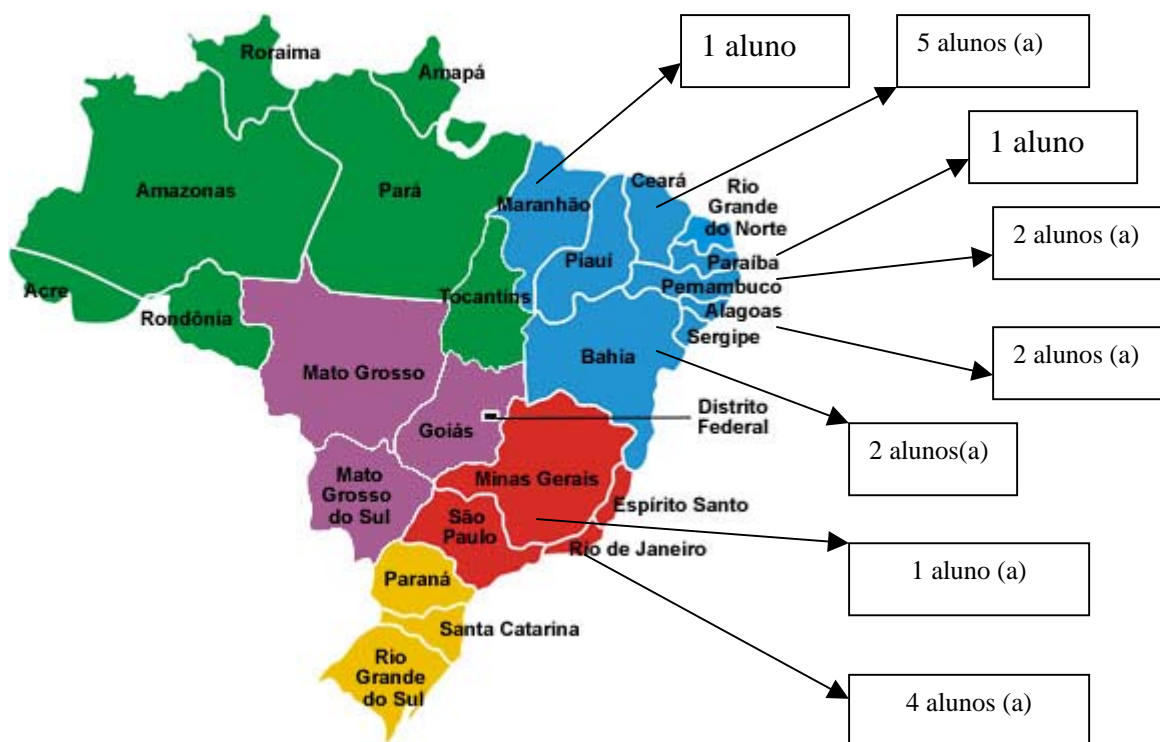 1 aluno
5 alunos (a)
Roraima
Amapá
1 aluno
Amazonas
Pará
Maranhão
Ceará
Rio
Grande
do Norte
2 alunos (a)
Piauí
Paraíba
Pernambuco
Acre
Rondônia
Tocantins
Alagoas
Sergipe
2 alunos (a)
Mato Grosso
Bahia
Goiás
Distrito
Federal
2 alunos(a)
Mato
Grosso
do Sul
Minas Gerais
São
Paulo
Espírito Santo
Rio de Janeiro
1 aluno (a)
Paraná
Santa Catarina
Rio
Grande
do Sul
4 alunos (a)